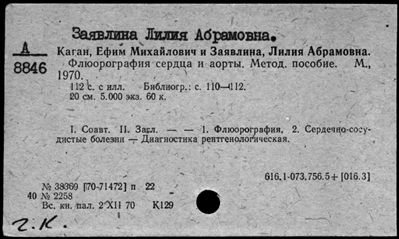 Заявлина Лилия Абрамовна.
А
8846
Каган, Ефим Михайлович и Заявлина, Лилия Абрамовна.
Флюорография сердца и аорты. Метод. пособие. М.,
1970.
112 с. с илл. Библиогр.: с. 110—112.
20 см. 5.000 экз. 60 к.
I. Соавт. II. Загл. — — 1. Флюорография, 2. Сердечно-сосу-
дистые болезни — Диагностика рентгенологическая.
616.1-073.756.5+[016.3]
№ 38369 [70-71472] п 22
40 № 2258
Вс. кн. пал. 2 XII 70 К129
г. К.